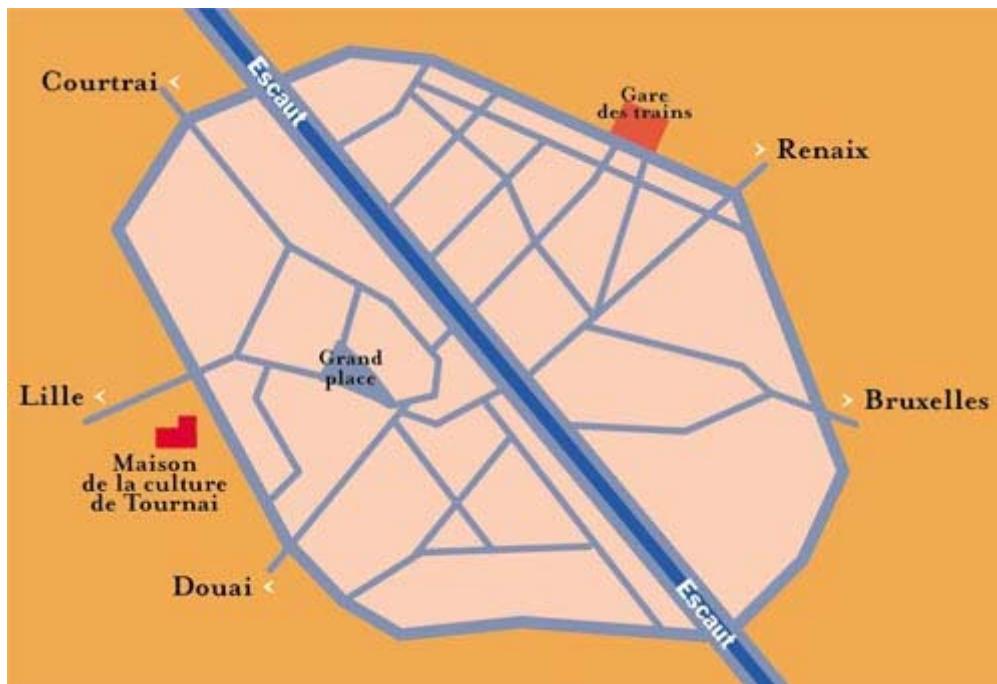 Escaut
Courtrai
Gare
des trains
Renaix
Grand
place
Lille
Bruxelles
Maison
de la culture
de Tournai
Douai
Escaut